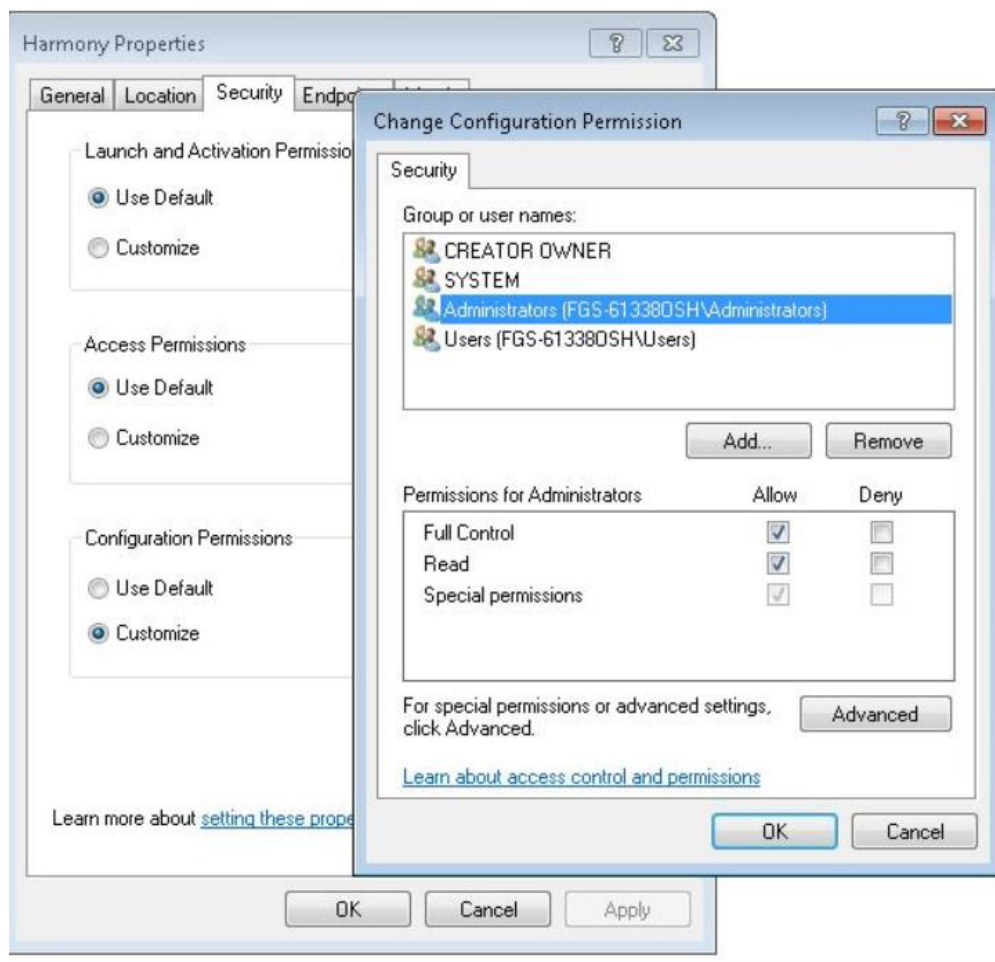 Harmony Properties
General
Location
Security
Launch and Activation
Use Default
Customize
Access Permissions
Use Default
Customize
Configuration Permissions
Use Default
Customize
Learn more about setting these
OK
Cancel
Apply
Change Configuration Permission
Security
Group or user names:
CREATOR OWNER
SYSTEM
Administrators (FGS-61338OSH\Administrators)
Users (FGS-61338OSH\Users)
Add...
Remove
Permissions for Administrators
Allow
Deny
Full Control
Read
Special permissions
For special permissions or advanced settings,
click Advanced.
Advanced
Learn about access control and permissions
OK
Cancel